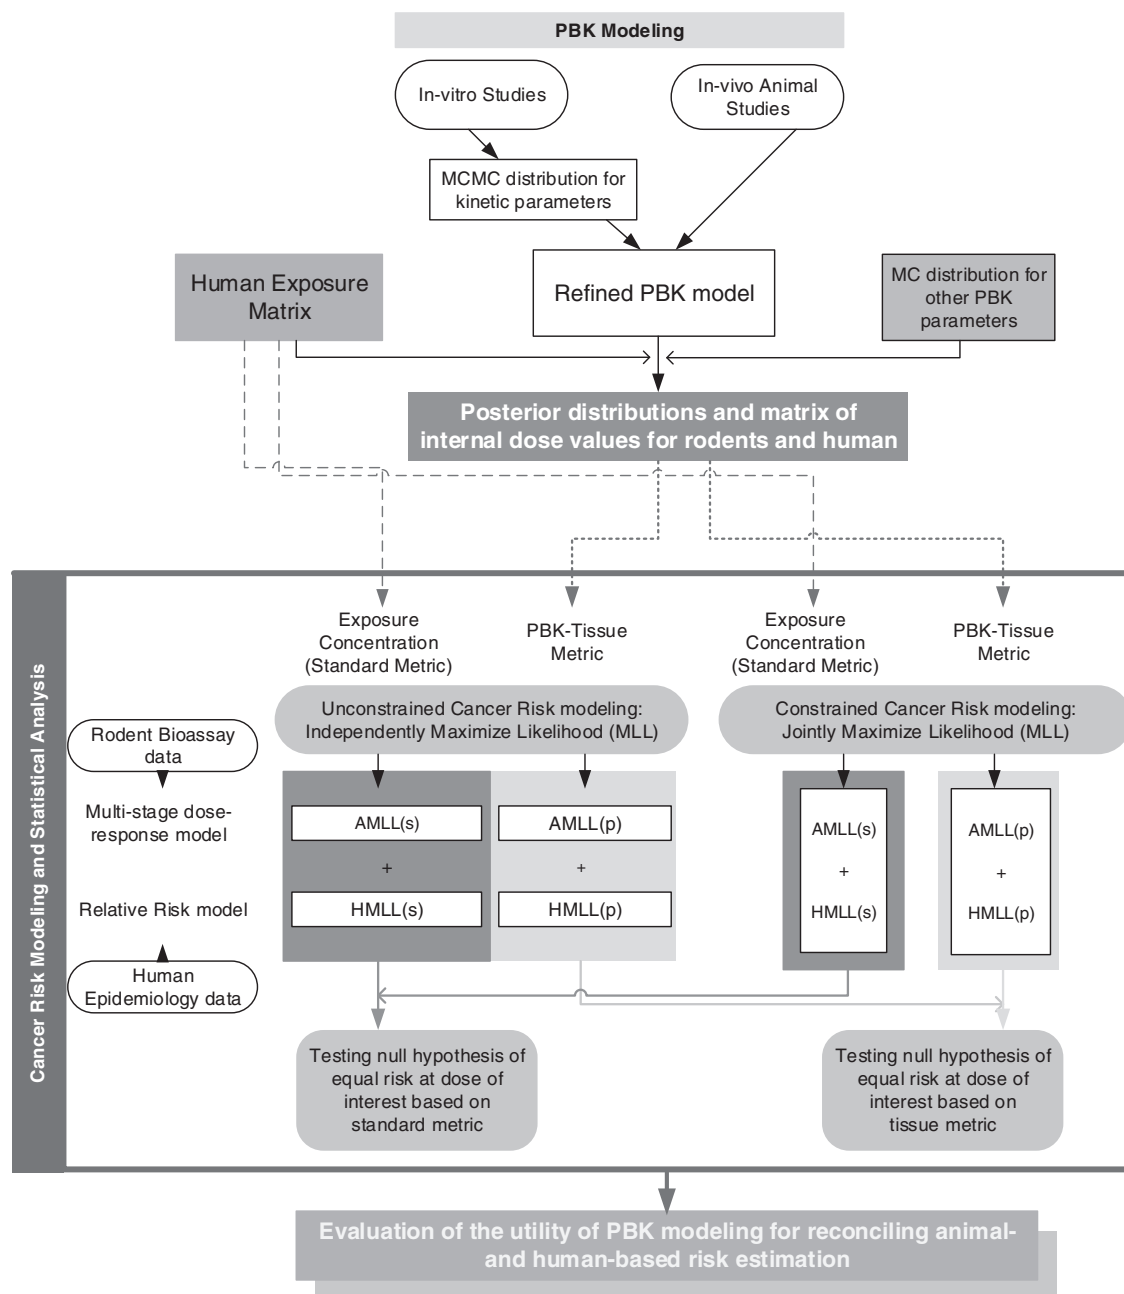 PBK Modeling
In-vitro Studies
In-vivo Animal
Studies
MCMC distribution for
kinetic parameters
Human Exposure
Matrix
Refined PBK model
MC distribution for
other PBK
parameters
Posterior distributions and matrix of
internal dose values for rodents and human
Cancer Risk Modeling and Statistical Analysis
Exposure
Concentration
(Standard Metric)
PBK-Tissue
Metric
Exposure
Concentration
(Standard Metric)
PBK-Tissue
Metric
Unconstrained Cancer Risk modeling:
Independently Maximize Likelihood (MLL)
Constrained Cancer Risk modeling:
Jointly Maximize Likelihood (MLL)
Rodent Bioassay
data
Multi-stage dose-
response model
Relative Risk model
Human
Epidemiology data
AMLL(s)
+
HMLL(s)
AMLL(p)
+
HMLL(p)
AMLL(s)
+
HMLL(s)
AMLL(p)
+
HMLL(p)
Testing null hypothesis of
equal risk at dose of
interest based on
standard metric
Testing null hypothesis of
equal risk at dose of
interest based on
tissue metric
Evaluation of the utility of PBK modeling for reconciling animal-
and human-based risk estimation